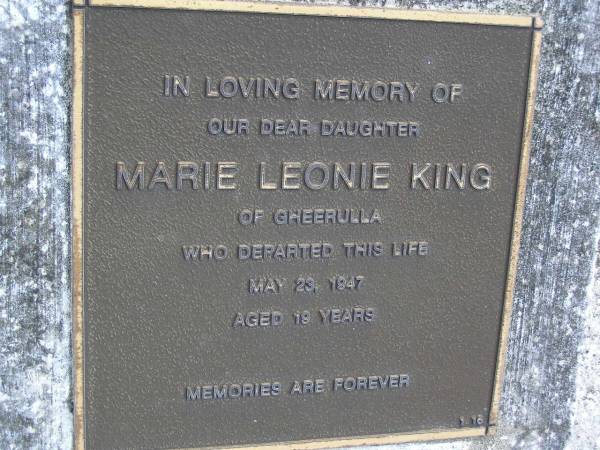 IN LOVING MEMORY OF
OUR DEAR DAUGHTER
MARIE LEONIE KING
OF GHEERULLA
WHO DEPARTED THIS LIFE
MAY 23, 1947
AGED 19 YEARS
MEMORIES ARE FOREVER